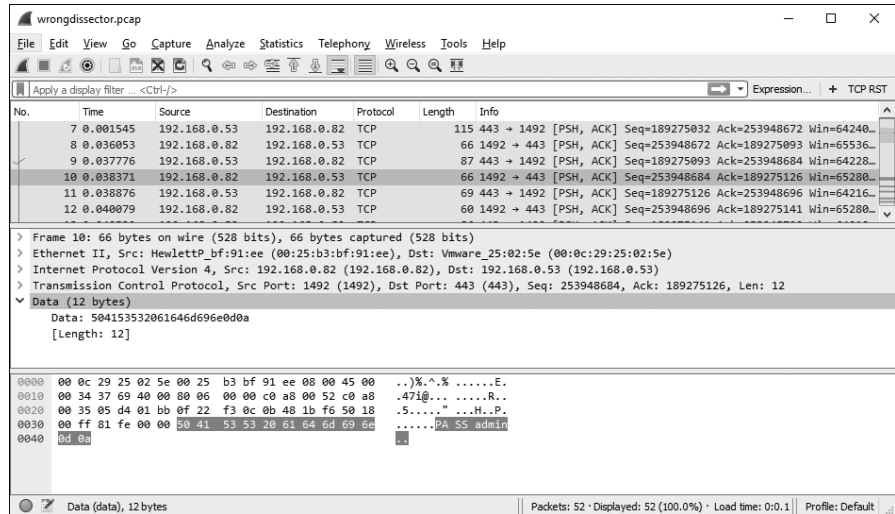 wrongdissector.pcap
File Edit View Go Capture Analyze Statistics Telephony Wireless Tools Help
Apply a display filter ... <Ctrl-/> Expression... + TCP RST
No. Time Source Destination Protocol Length Info
7 0.001545 192.168.0.53 192.168.0.82 TCP 115 443 → 1492 [PSH, ACK] Seq=189275032 Ack=253948672 Win=64240…
8 0.036053 192.168.0.82 192.168.0.53 TCP 66 1492 → 443 [PSH, ACK] Seq=253948672 Ack=189275093 Win=65536…
9 0.037776 192.168.0.53 192.168.0.82 TCP 87 443 → 1492 [PSH, ACK] Seq=189275093 Ack=253948684 Win=64228…
10 0.038371 192.168.0.82 192.168.0.53 TCP 66 1492 → 443 [PSH, ACK] Seq=253948684 Ack=189275126 Win=65280…
11 0.038876 192.168.0.53 192.168.0.82 TCP 69 443 → 1492 [PSH, ACK] Seq=189275126 Ack=253948696 Win=64216…
12 0.040079 192.168.0.82 192.168.0.53 TCP 60 1492 → 443 [PSH, ACK] Seq=253948696 Ack=189275141 Win=65280…
> Frame 10: 66 bytes on wire (528 bits), 66 bytes captured (528 bits)
> Ethernet II, Src: HewlettP_bf:91:ee (00:25:b3:bf:91:ee), Dst: Vmware_25:02:5e (00:0c:29:25:02:5e)
> Internet Protocol Version 4, Src: 192.168.0.82 (192.168.0.82), Dst: 192.168.0.53 (192.168.0.53)
> Transmission Control Protocol, Src Port: 1492 (1492), Dst Port: 443 (443), Seq: 253948684, Ack: 189275126, Len: 12
Data (12 bytes)
Data: 504153532061646d696e0d0a
[Length: 12]
0000 00 0c 29 25 02 5e 00 25 b3 bf 91 ee 08 00 45 00 ..)%.^.% ......E.
0010 00 34 37 69 40 00 80 06 00 00 c0 a8 00 52 c0 a8 .47i@... .....R..
0020 00 35 05 d4 01 bb 0f 22 f3 0c 0b 48 1b f6 50 18 .5....." ...H..P.
0030 00 ff 81 fe 00 00 50 41 53 53 20 61 64 6d 69 6e ......PA SS admin
0040 0d 0a ..
Data (data), 12 bytes Packets: 52 · Displayed: 52 (100.0%) · Load time: 0:0.1 Profile: Default